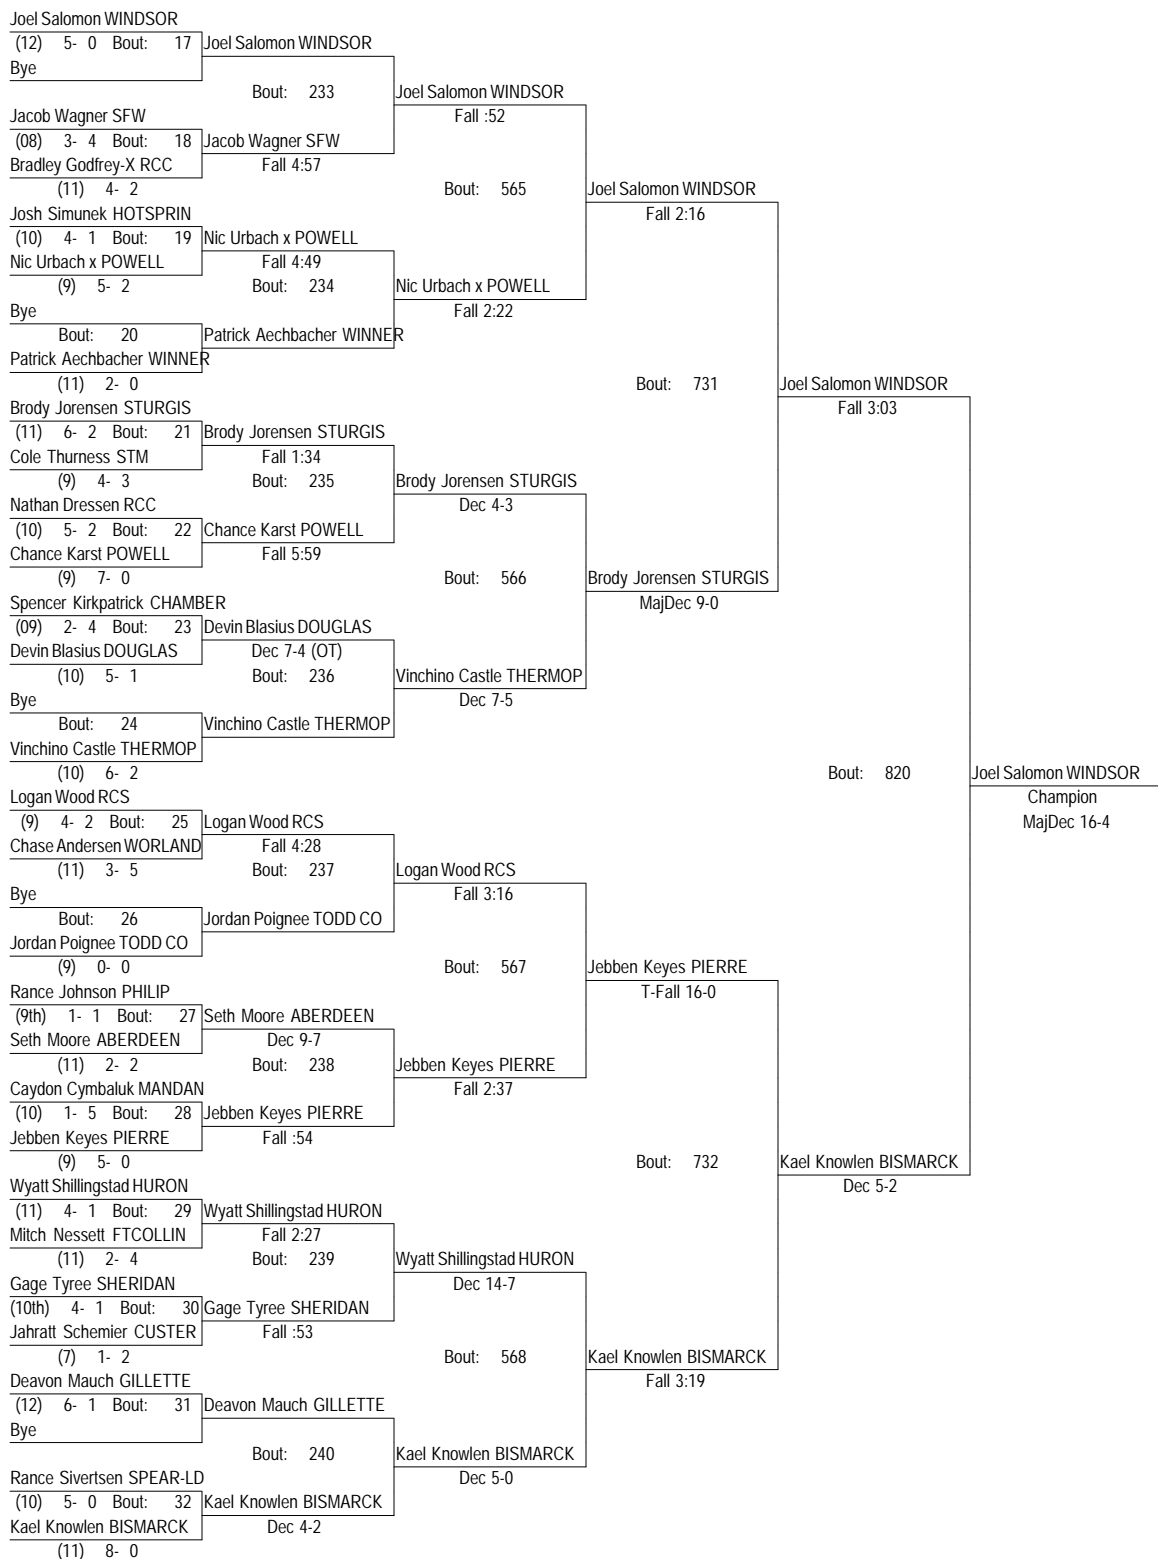 Joel Salomon WINDSOR
(12) 5- 0 Bout: 17 Joel Salomon WINDSOR
Bye
Bout: 233 Joel Salomon WINDSOR
Jacob Wagner SFW Fall :52
(08) 3- 4 Bout: 18 Jacob Wagner SFW
Bradley Godfrey-X RCC Fall 4:57
(11) 4- 2 Bout: 565 Joel Salomon WINDSOR
Josh Simunek HOTSPRIN Fall 2:16
(10) 4- 1 Bout: 19 Nic Urbach x POWELL
Nic Urbach x POWELL Fall 4:49
(9) 5- 2 Bout: 234 Nic Urbach x POWELL
Bye Fall 2:22
Bout: 20 Patrick Aechbacher WINNER
Patrick Aechbacher WINNER
(11) 2- 0 Bout: 731 Joel Salomon WINDSOR
Brody Jorensen STURGIS Fall 3:03
(11) 6- 2 Bout: 21 Brody Jorensen STURGIS
Cole Thurness STM Fall 1:34
(9) 4- 3 Bout: 235 Brody Jorensen STURGIS
Nathan Dressen RCC Dec 4-3
(10) 5- 2 Bout: 22 Chance Karst POWELL
Chance Karst POWELL Fall 5:59
(9) 7- 0 Bout: 566 Brody Jorensen STURGIS
Spencer Kirkpatrick CHAMBER MajDec 9-0
(09) 2- 4 Bout: 23 Devin Blasius DOUGLAS
Devin Blasius DOUGLAS Dec 7-4 (OT)
(10) 5- 1 Bout: 236 Vinchino Castle THERMOP
Bye Dec 7-5
Bout: 24 Vinchino Castle THERMOP
Vinchino Castle THERMOP
(10) 6- 2 Bout: 820 Joel Salomon WINDSOR
Logan Wood RCS Champion
(9) 4- 2 Bout: 25 Logan Wood RCS MajDec 16-4
Chase Andersen WORLAND Fall 4:28
(11) 3- 5 Bout: 237 Logan Wood RCS
Bye Fall 3:16
Bout: 26 Jordan Poignee TODD CO
Jordan Poignee TODD CO
(9) 0- 0 Bout: 567 Jebben Keyes PIERRE
Rance Johnson PHILIP T-Fall 16-0
(9th) 1- 1 Bout: 27 Seth Moore ABERDEEN
Seth Moore ABERDEEN Dec 9-7
(11) 2- 2 Bout: 238 Jebben Keyes PIERRE
Caydon Cymbaluk MANDAN Fall 2:37
(10) 1- 5 Bout: 28 Jebben Keyes PIERRE
Jebben Keyes PIERRE Fall :54
(9) 5- 0 Bout: 732 Kael Knowlen BISMARCK
Wyatt Shillingstad HURON Dec 5-2
(11) 4- 1 Bout: 29 Wyatt Shillingstad HURON
Mitch Nessett FTCOLLIN Fall 2:27
(11) 2- 4 Bout: 239 Wyatt Shillingstad HURON
Gage Tyree SHERIDAN Dec 14-7
(10th) 4- 1 Bout: 30 Gage Tyree SHERIDAN
Jahratt Schemier CUSTER Fall :53
(7) 1- 2 Bout: 568 Kael Knowlen BISMARCK
Deavon Mauch GILLETTE Fall 3:19
(12) 6- 1 Bout: 31 Deavon Mauch GILLETTE
Bye
Bout: 240 Kael Knowlen BISMARCK
Rance Sivertsen SPEAR-LD Dec 5-0
(10) 5- 0 Bout: 32 Kael Knowlen BISMARCK
Kael Knowlen BISMARCK Dec 4-2
(11) 8- 0